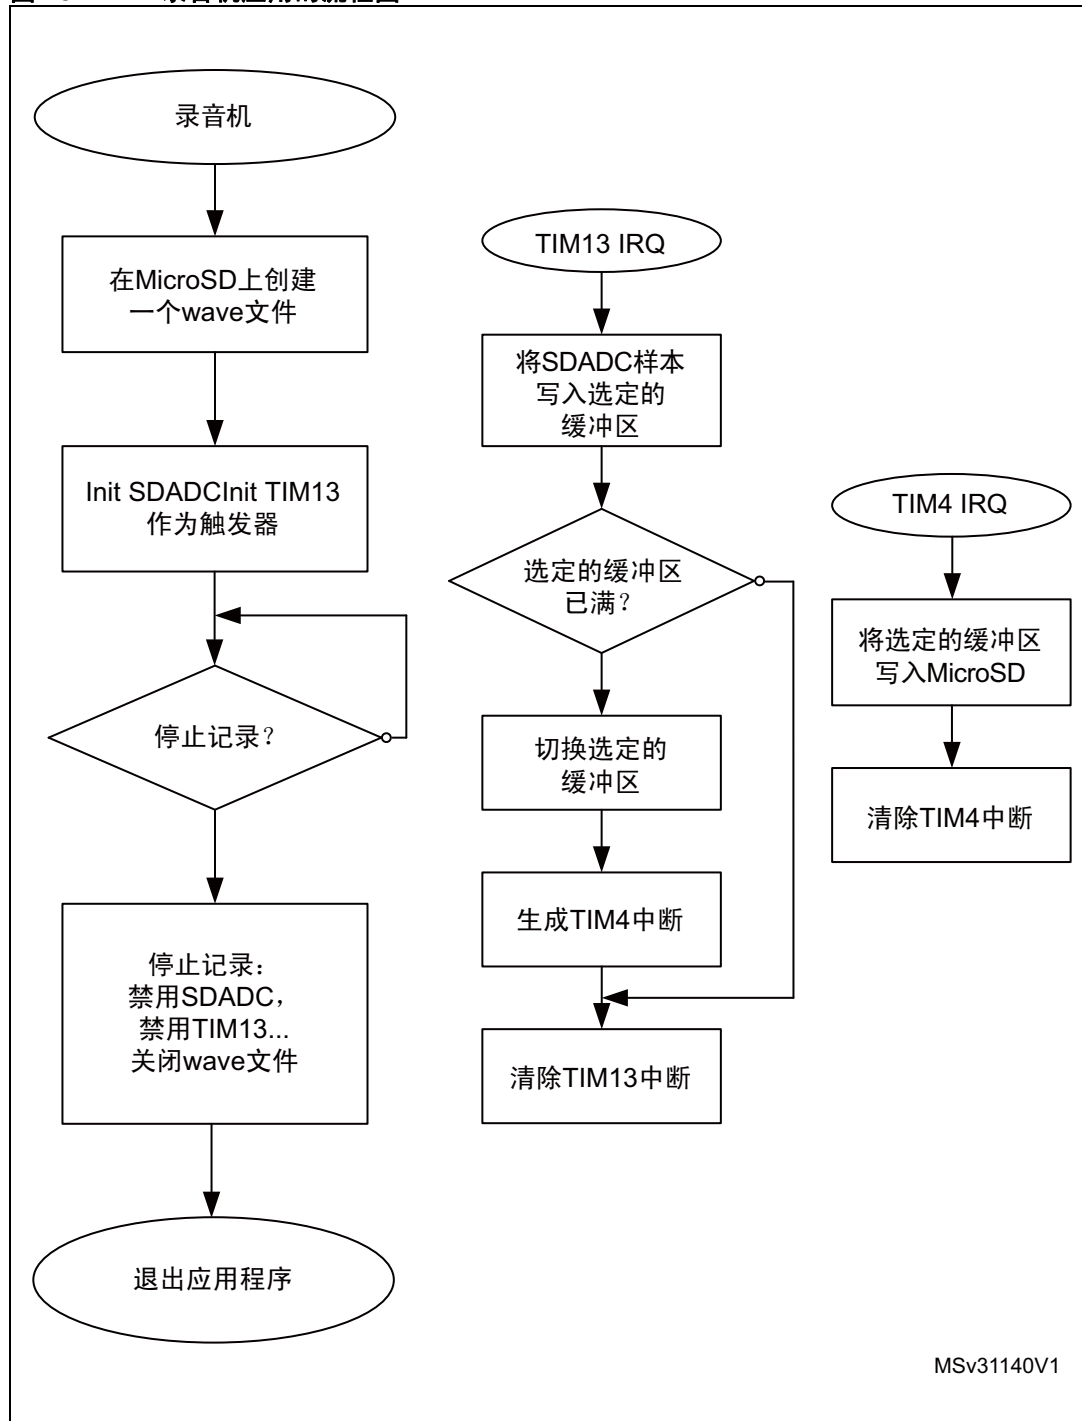 录音机
在MicroSD上创建
一个wave文件
Init SDADCInit TIM13
作为触发器
停止记录？
停止记录：
禁用SDADC，
禁用TIM13...
关闭wave文件
退出应用程序
TIM13 IRQ
将SDADC样本
写入选定的
缓冲区
选定的缓冲区
已满？
切换选定的
缓冲区
生成TIM4中断
清除TIM13中断
TIM4 IRQ
将选定的缓冲区
写入MicroSD
清除TIM4中断
MSv31140V1